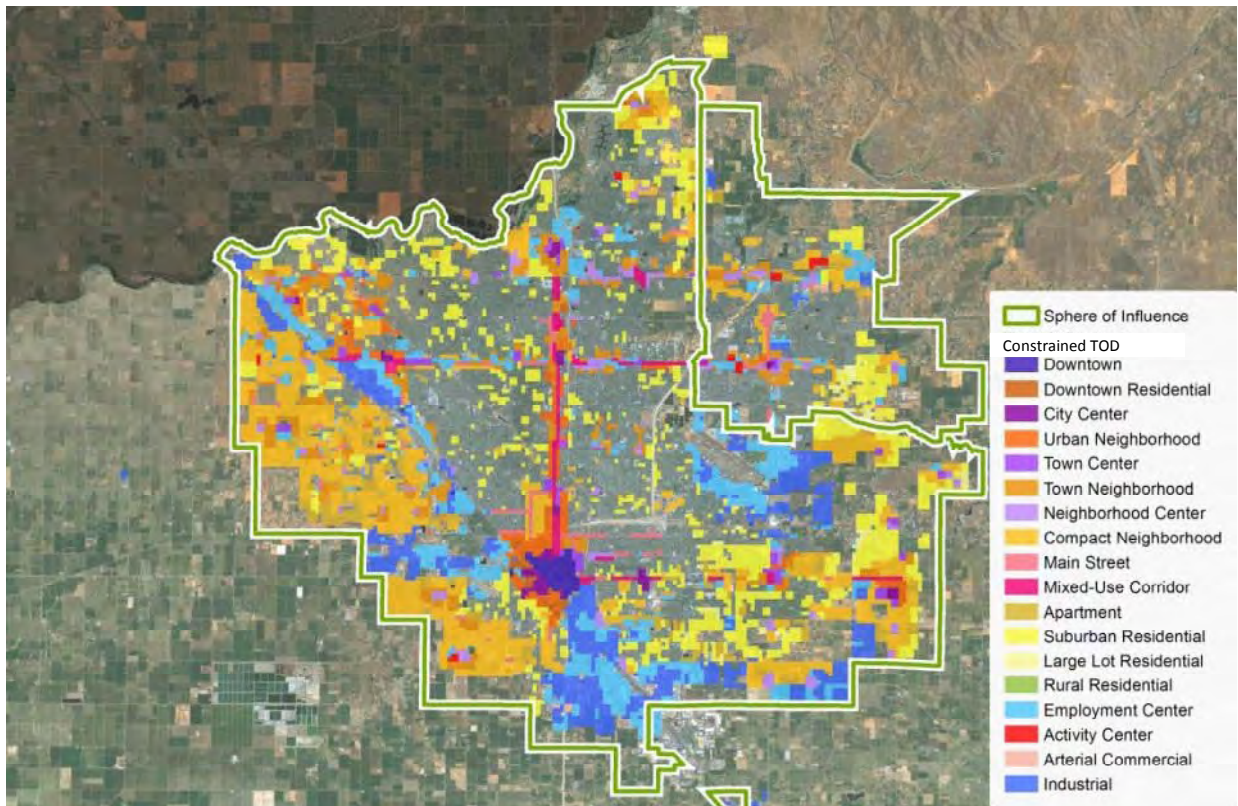 Sphere of Influence
Constrained TOD
Downtown
Downtown Residential
City Center
Urban Neighborhood
Town Center
Town Neighborhood
Neighborhood Center
Compact Neighborhood
Main Street
Mixed-Use Corridor
Apartment
Suburban Residential
Large Lot Residential
Rural Residential
Employment Center
Activity Center
Arterial Commercial
Industrial